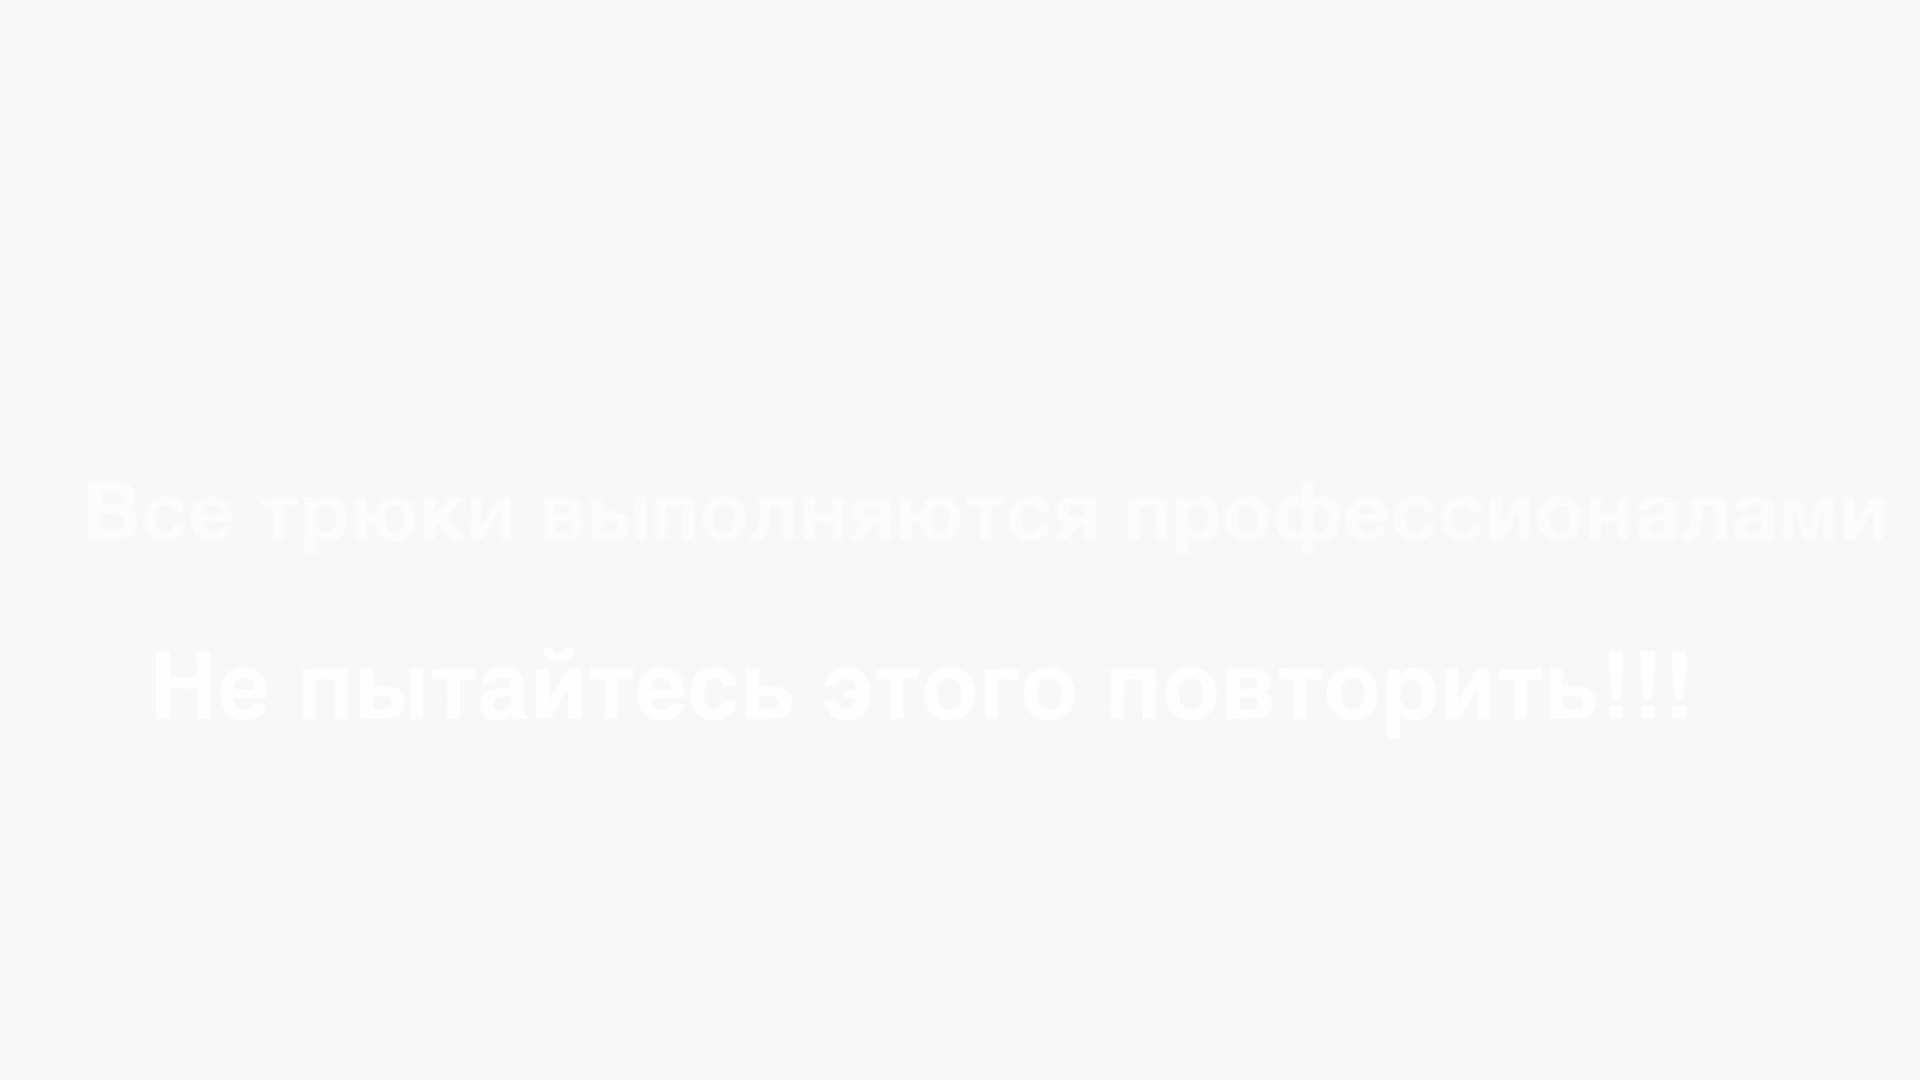 Все трюки выполняются профессионалами
Не пытайтесь этого повторить!!!